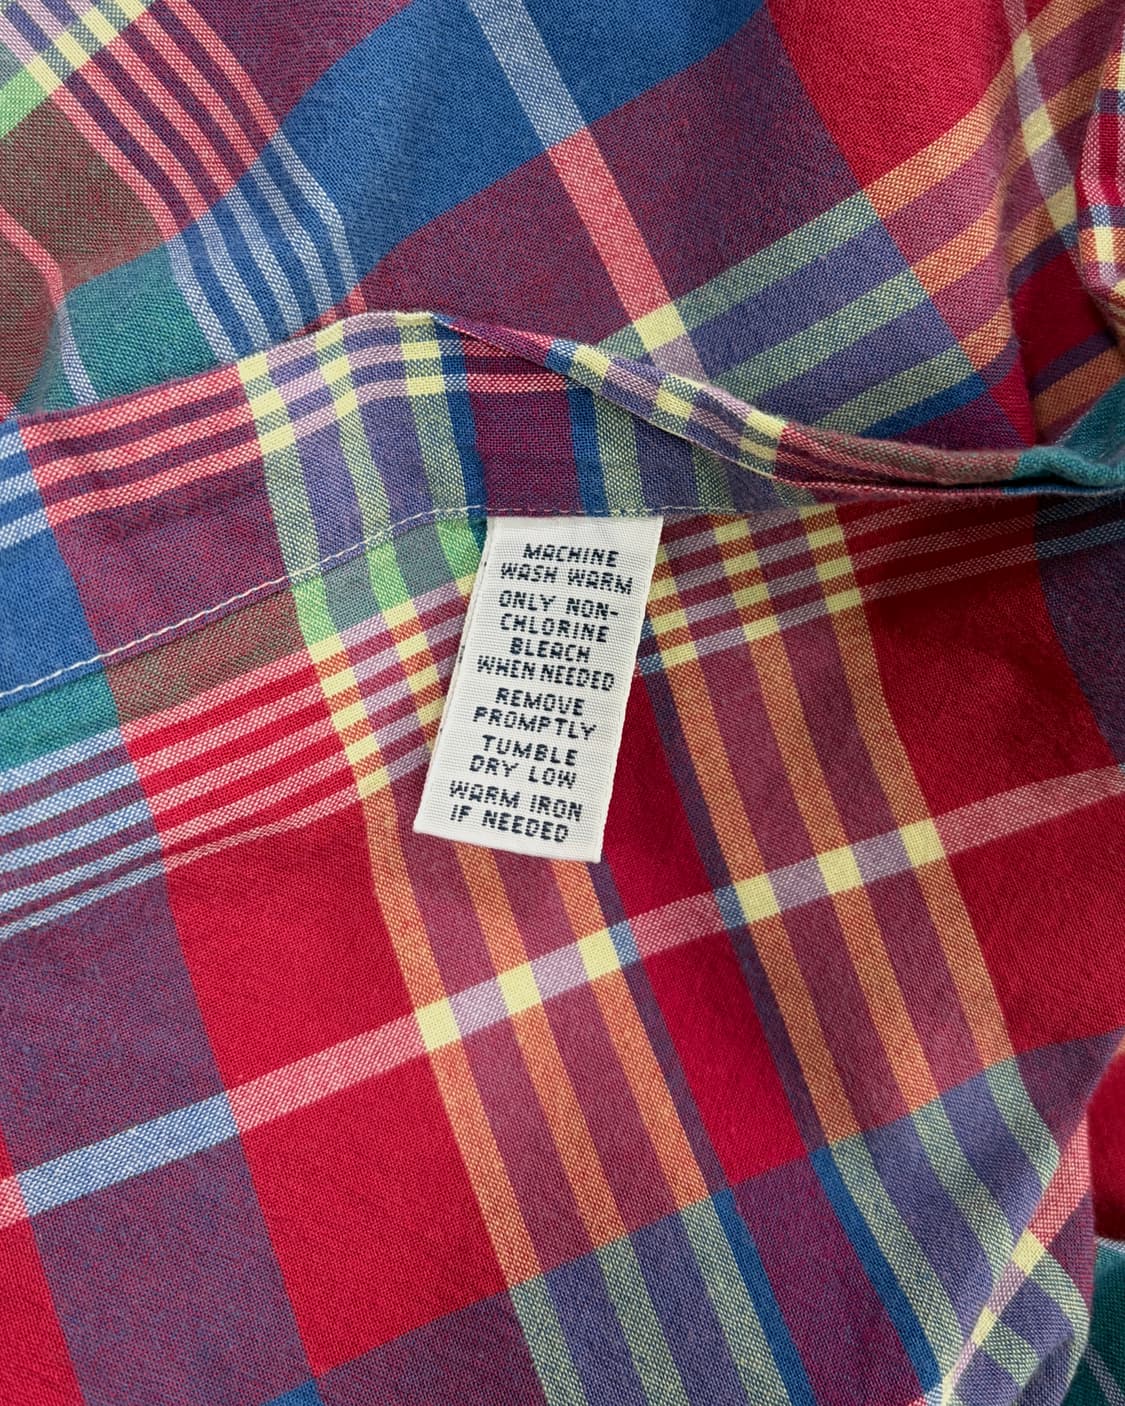 MACHINE
WASH WARM
ONLY NON-
CHLORINE
BLEACH
WHEN NEEDED
REMOVE
PROMPTLY
TUMBLE
DRY LOW
WARM IRON
IF NEEDED